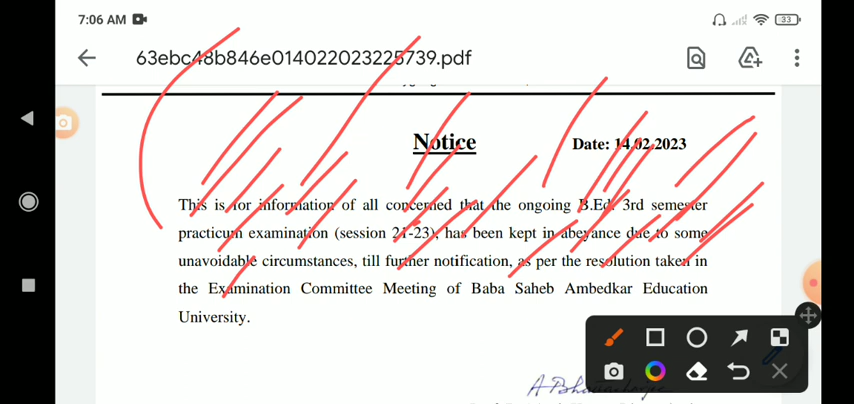 7:06 AM
33
63ebc48b846e014022023225739.pdf
Notice
Date: 14.02.2023
This is for information of all concerned that the ongoing B.Ed. 3rd semester
practicum examination (session 21-23), has been kept in abeyance due to some
unavoidable circumstances, till further notification, as per the resolution taken in
the Examination Committee Meeting of Baba Saheb Ambedkar Education
University.